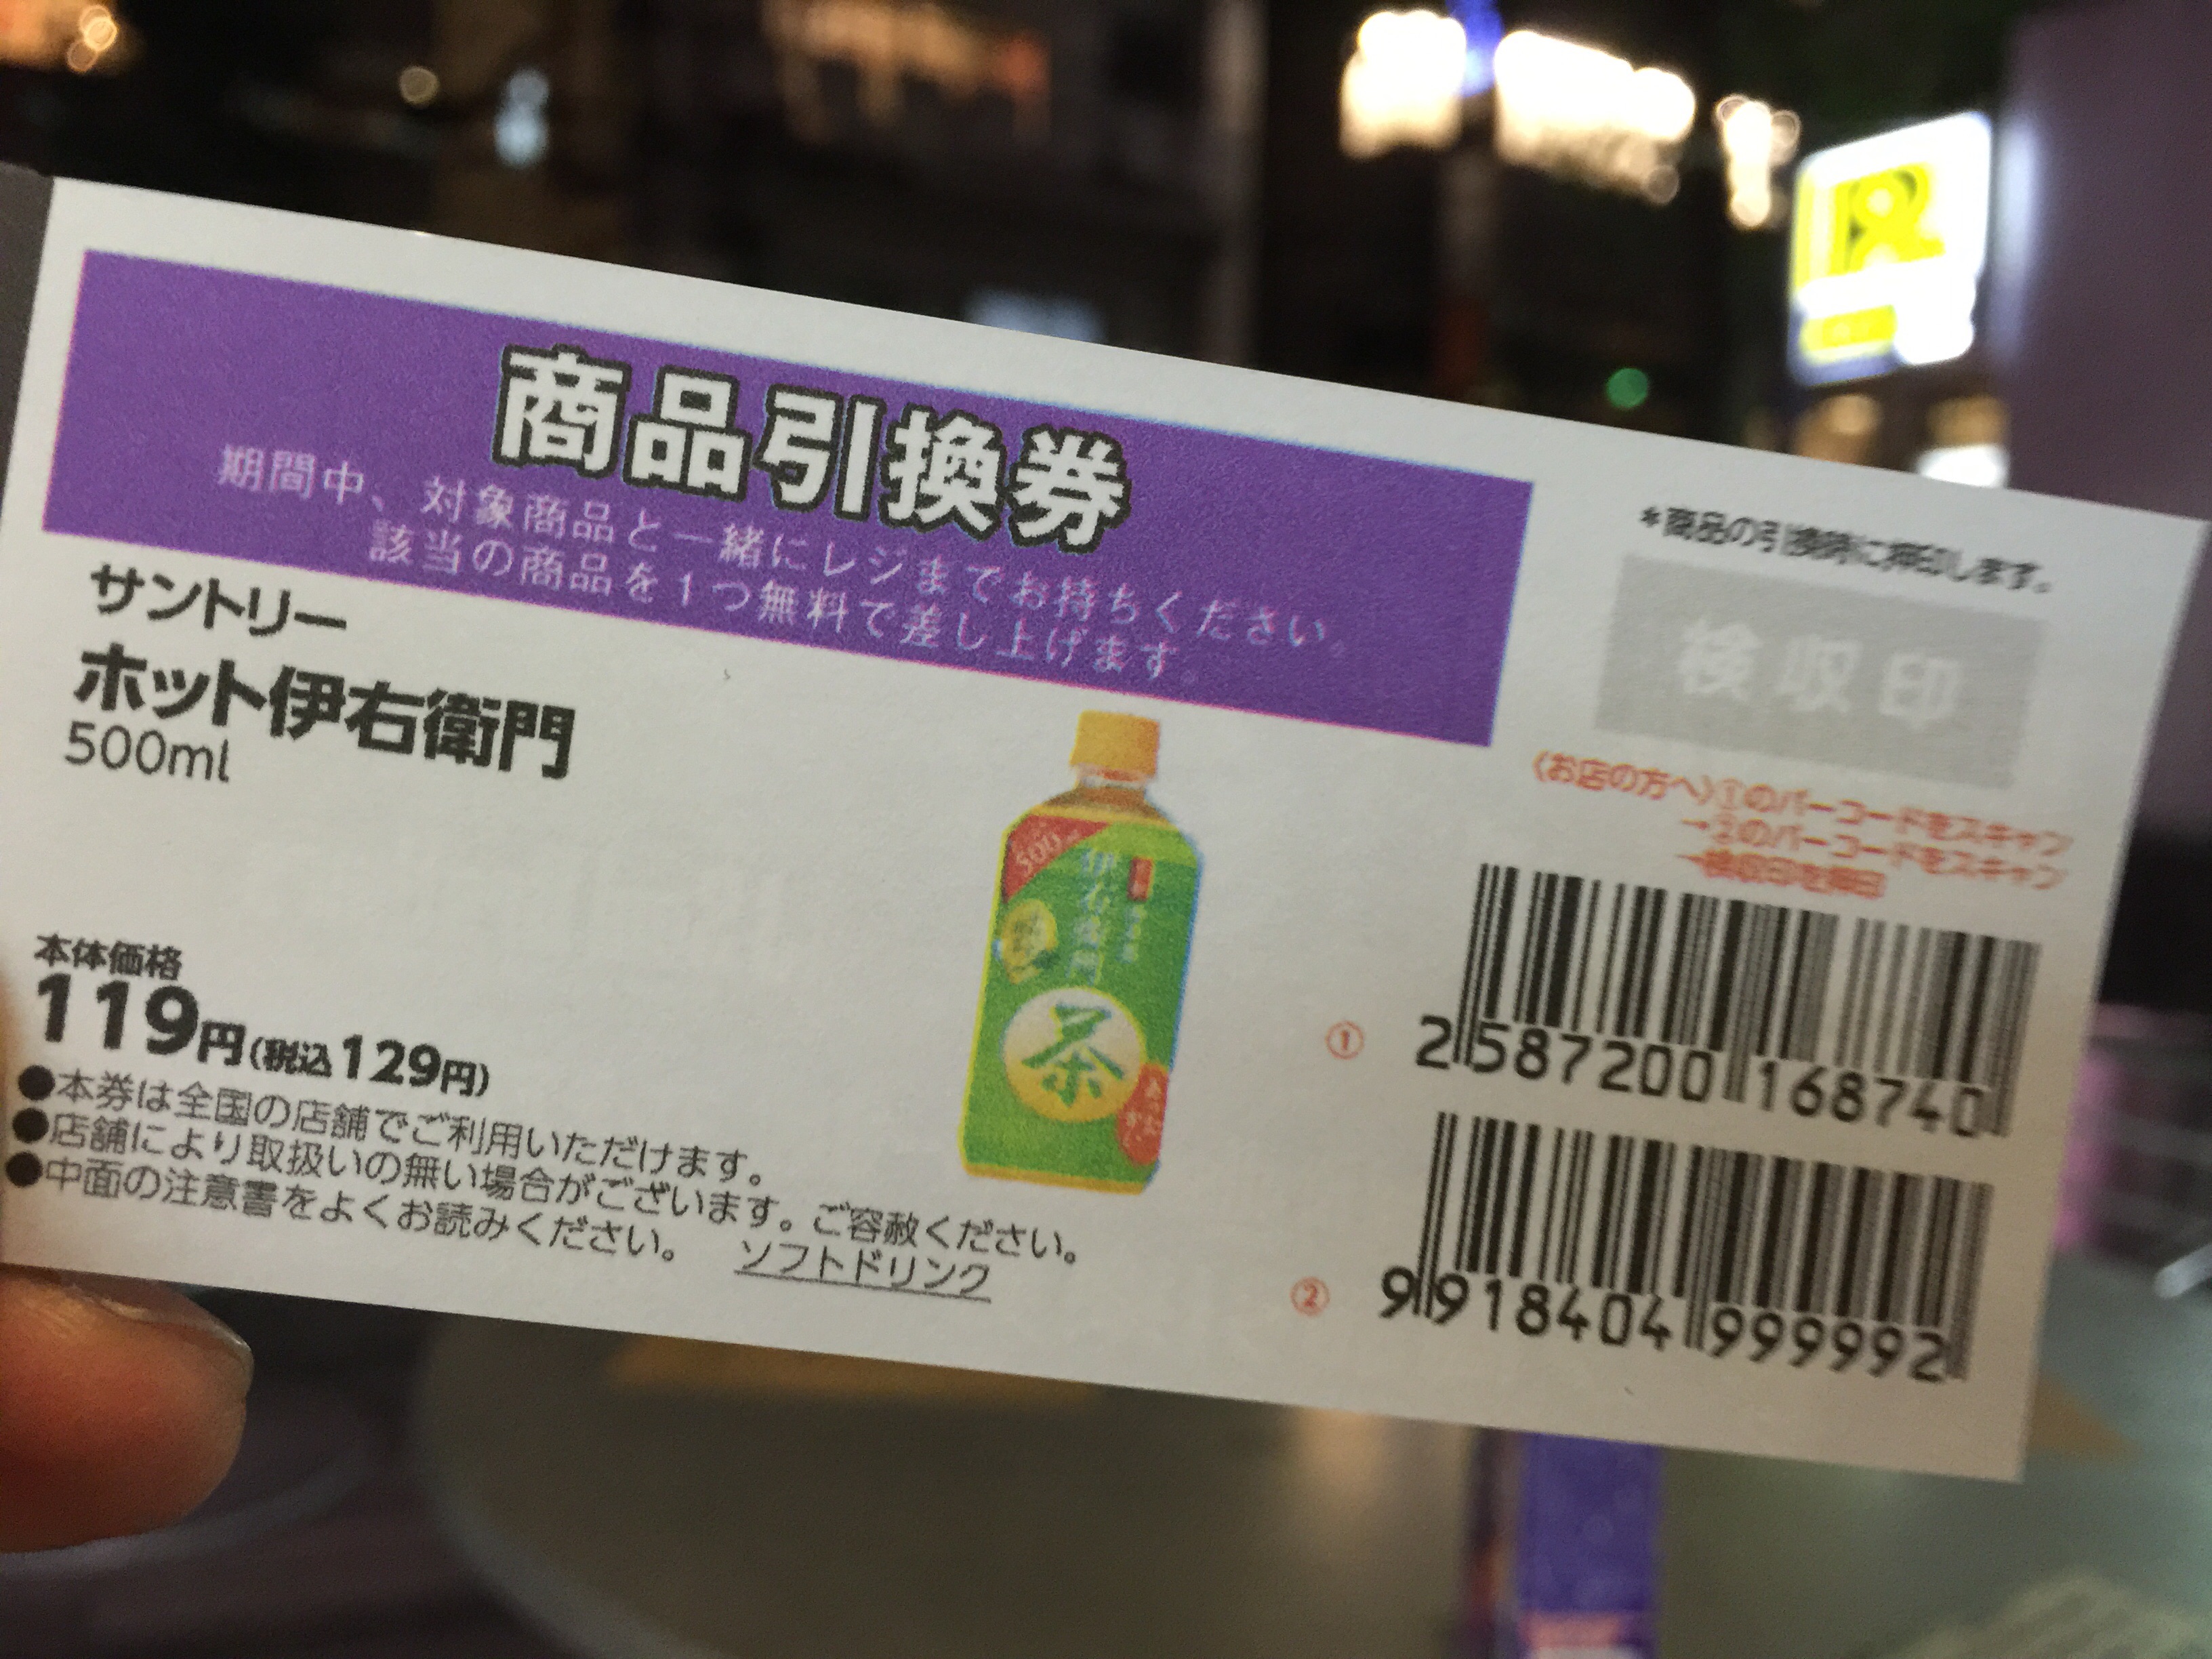 商品引換券
期間中、対象商品と一緒にレジまでお持ちください。
該当の商品を1つ無料で差し上げます。
サントリー
ホット伊右衛門
500ml
本体価格
119円(税込129円)
●本券は全国の店舗でご利用いただけます。
●店舗により取扱いの無い場合がございます。ご容赦ください。
●中面の注意書をよくお読みください。 ソフトドリンク
500
伊右衛門
茶
*商品の引換時に押印します。
検収印
〈お店の方へ〉①のバーコードをスキャン
→②のバーコードをスキャン
→検収印を押印
①
2587200168740
②
9918404999992